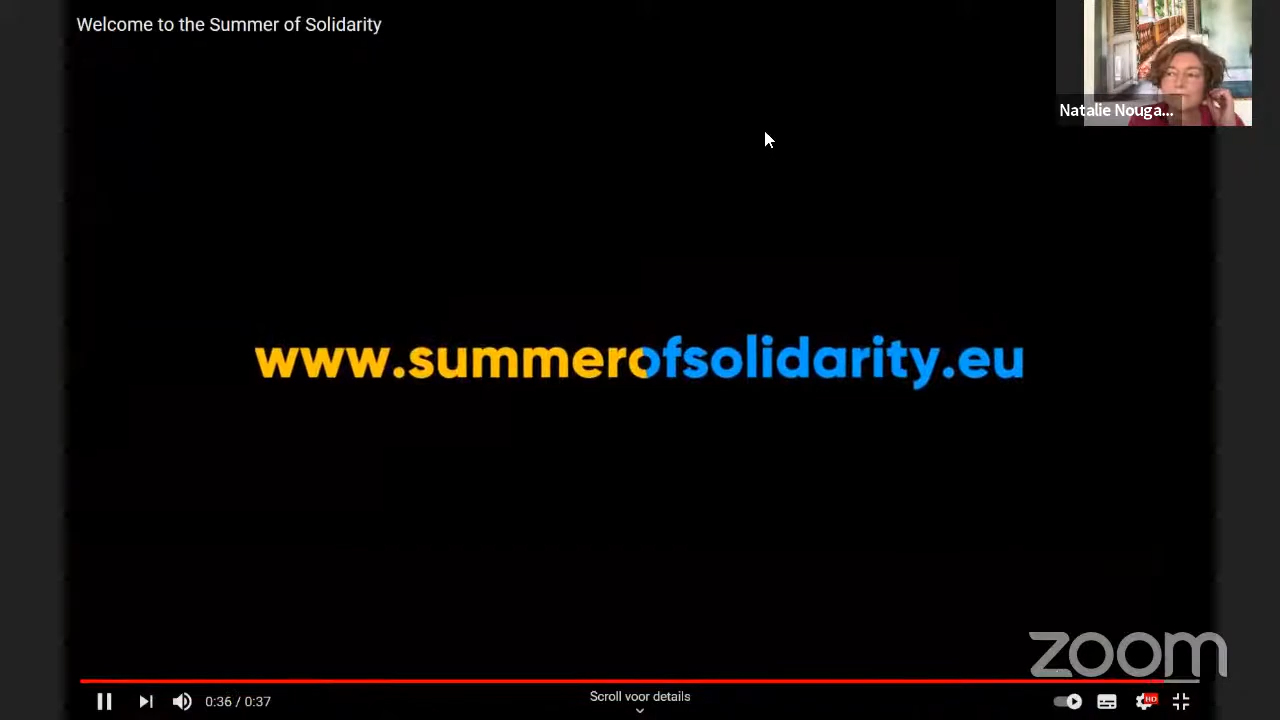 Welcome to the Summer of Solidarity
Natalie Nouga...
www.summerofsolidarity.eu
zoom
0:36 / 0:37
Scroll voor details
HD